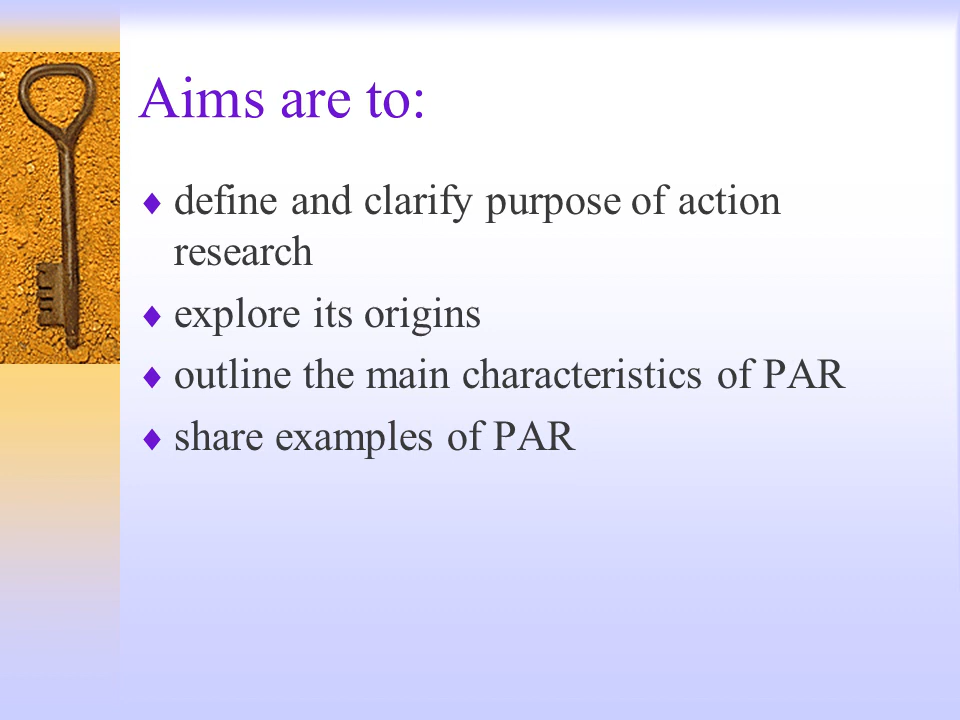 Aims are to:
♦ define and clarify purpose of action
research
♦ explore its origins
♦ outline the main characteristics of PAR
♦ share examples of PAR